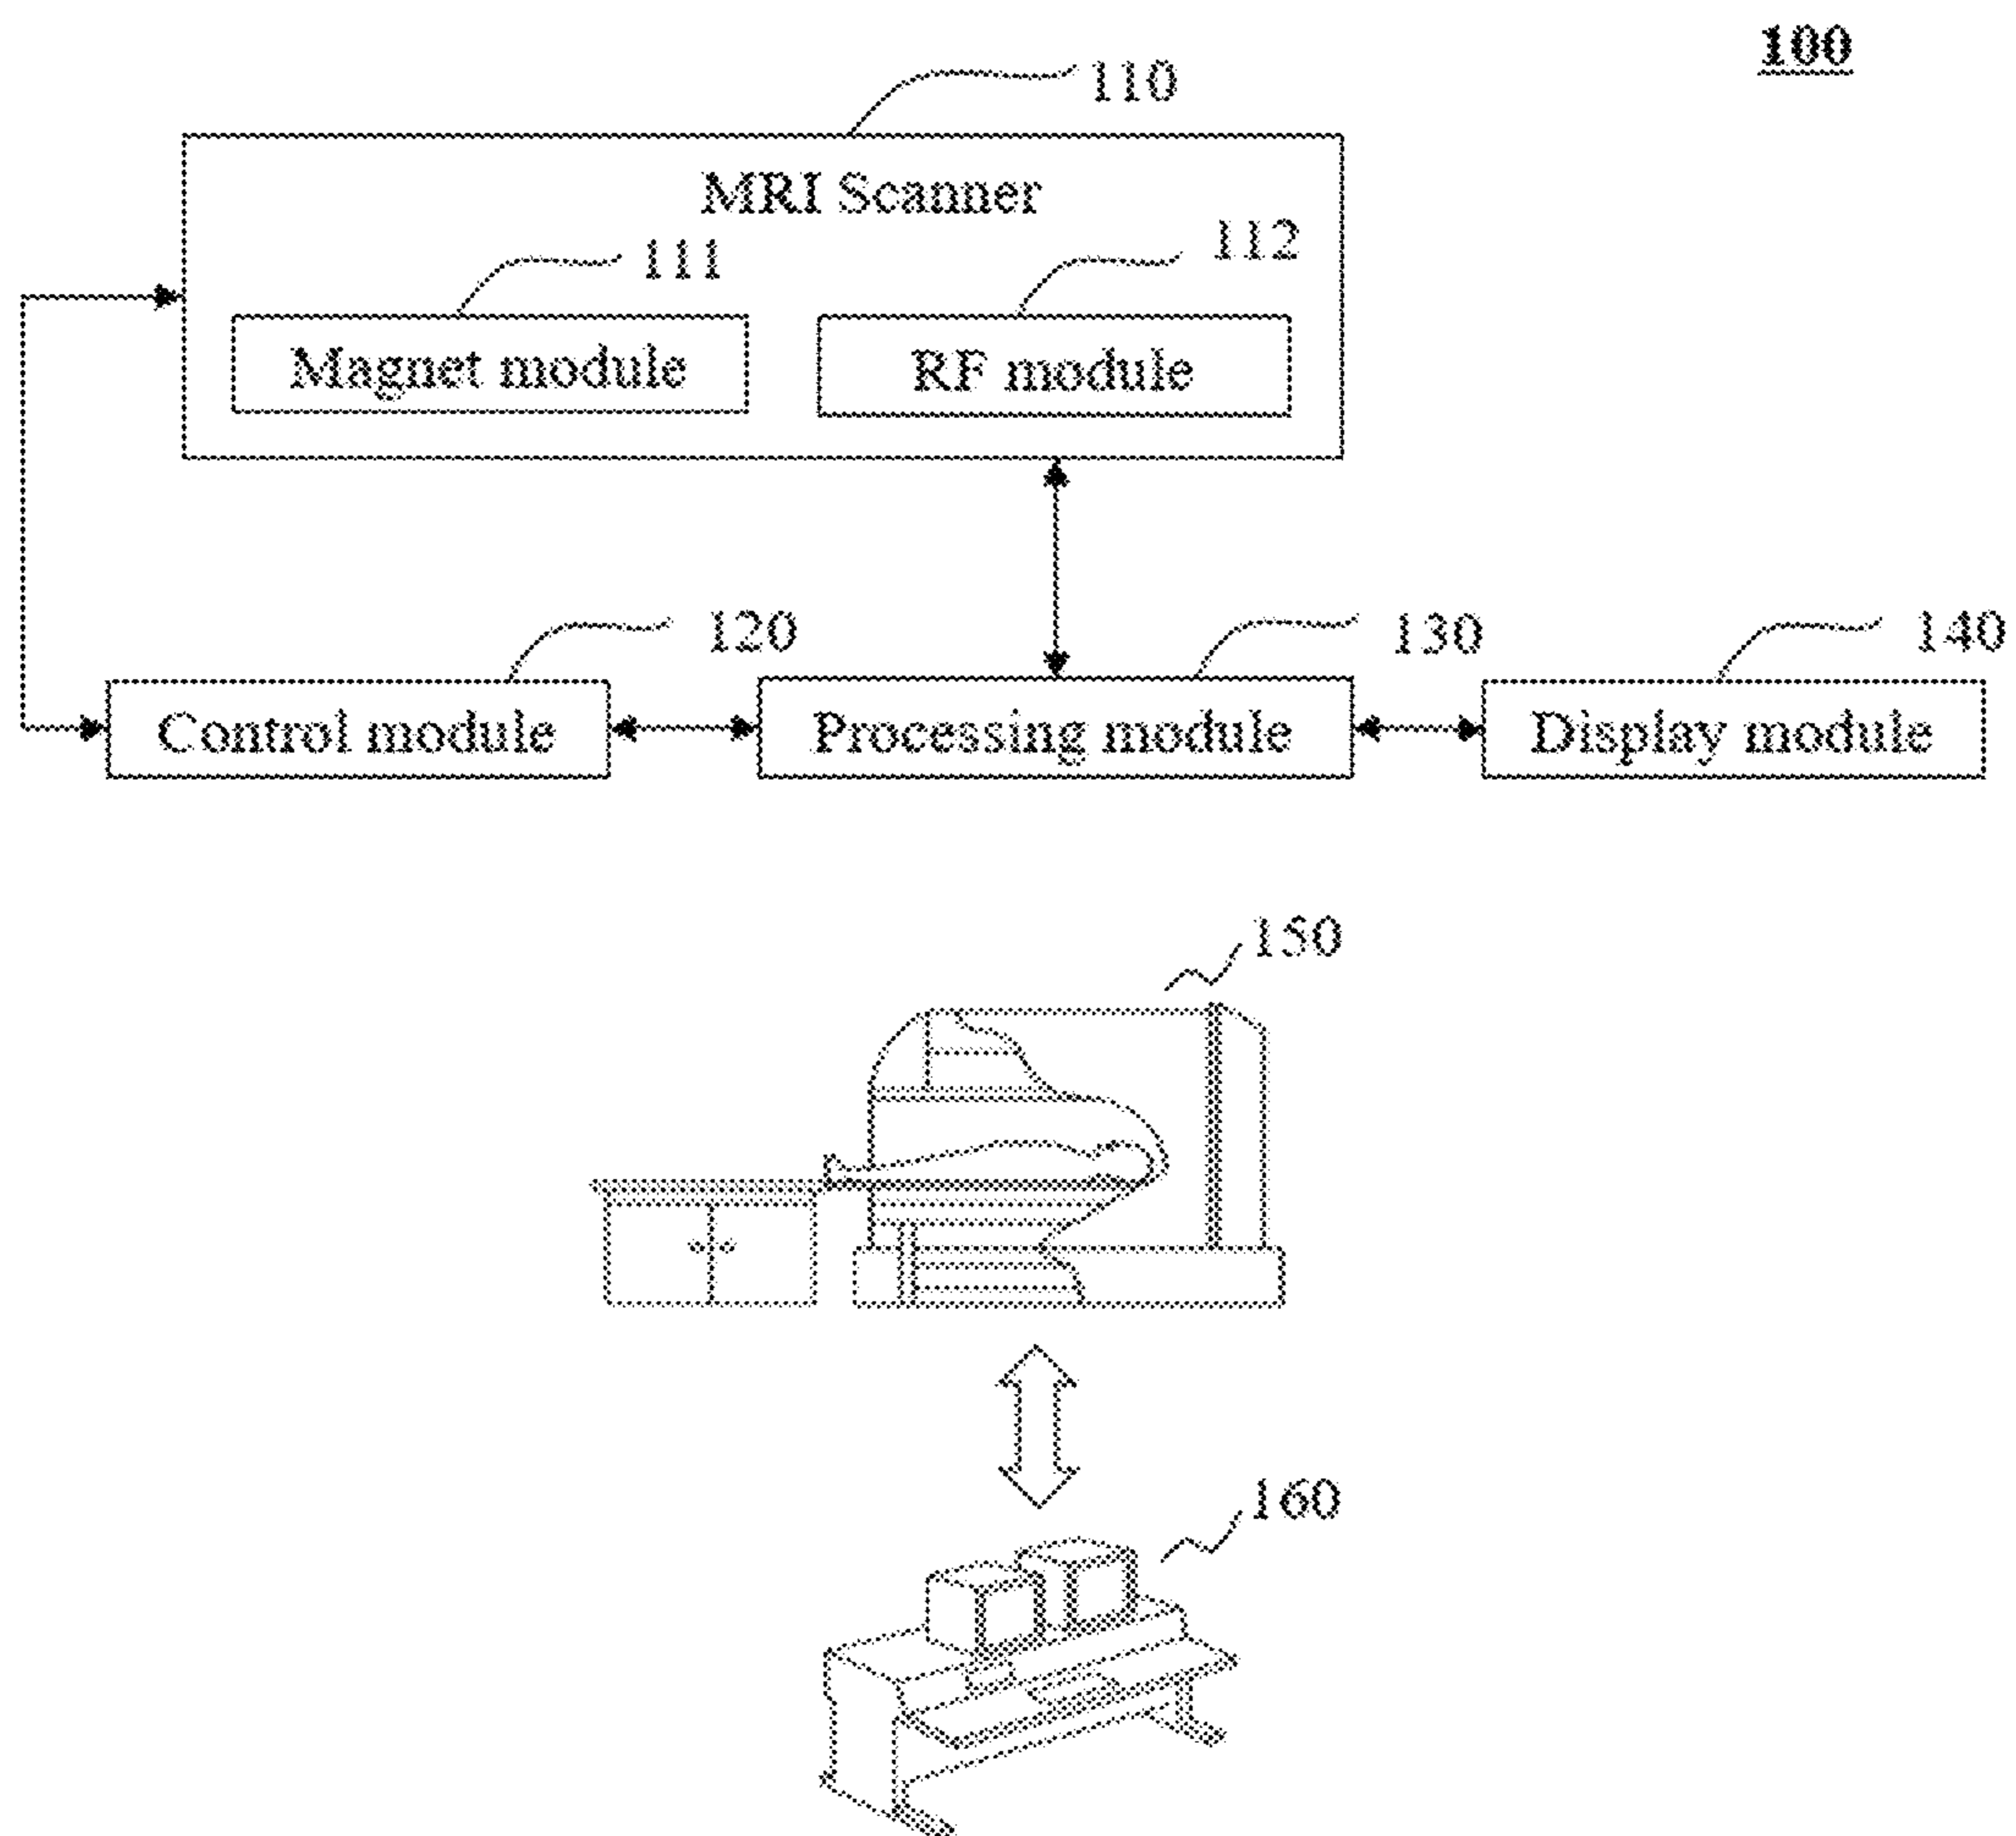 100
110
MRI Scanner
111
112
Magnet module
RF module
120
130
140
Control module
Processing module
Display module
150
160